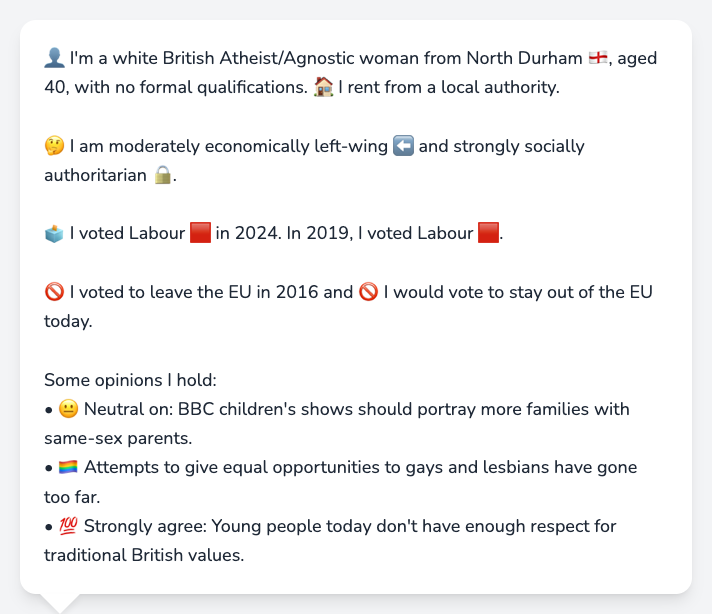 👤 I'm a white British Atheist/Agnostic woman from North Durham 🏴󠁧󠁢󠁥󠁮󠁧󠁿, aged
40, with no formal qualifications. 🏠 I rent from a local authority.
🤔 I am moderately economically left-wing ⬅️ and strongly socially
authoritarian 🔒.
🗳️ I voted Labour 🟥 in 2024. In 2019, I voted Labour 🟥.
🚫 I voted to leave the EU in 2016 and 🚫 I would vote to stay out of the EU
today.
Some opinions I hold:
• 😐 Neutral on: BBC children's shows should portray more families with
same-sex parents.
• 🏳️‍🌈 Attempts to give equal opportunities to gays and lesbians have gone
too far.
• 💯 Strongly agree: Young people today don't have enough respect for
traditional British values.